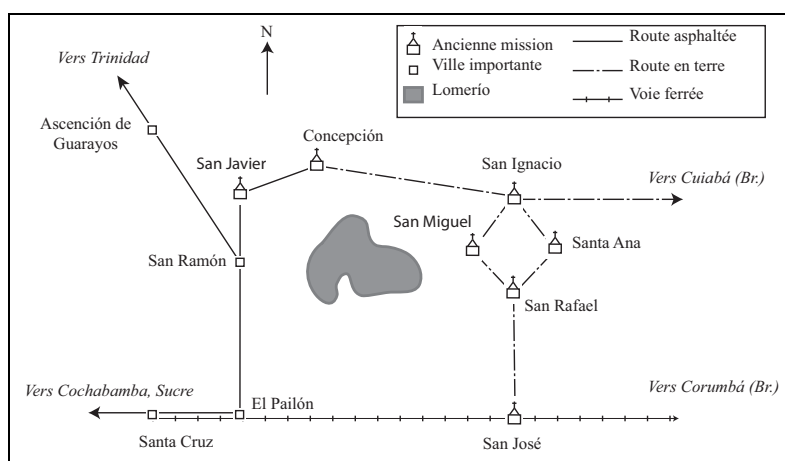 N
Vers Trinidad
Ancienne mission
Ville importante
Lomerío
Route asphaltée
Route en terre
Voie ferrée
Ascención de
Guarayos
Concepción
San Javier
San Ignacio
Vers Cuiabá (Br.)
San Miguel
Santa Ana
San Ramón
San Rafael
Vers Cochabamba, Sucre
El Pailón
Vers Corumbá (Br.)
Santa Cruz
San José